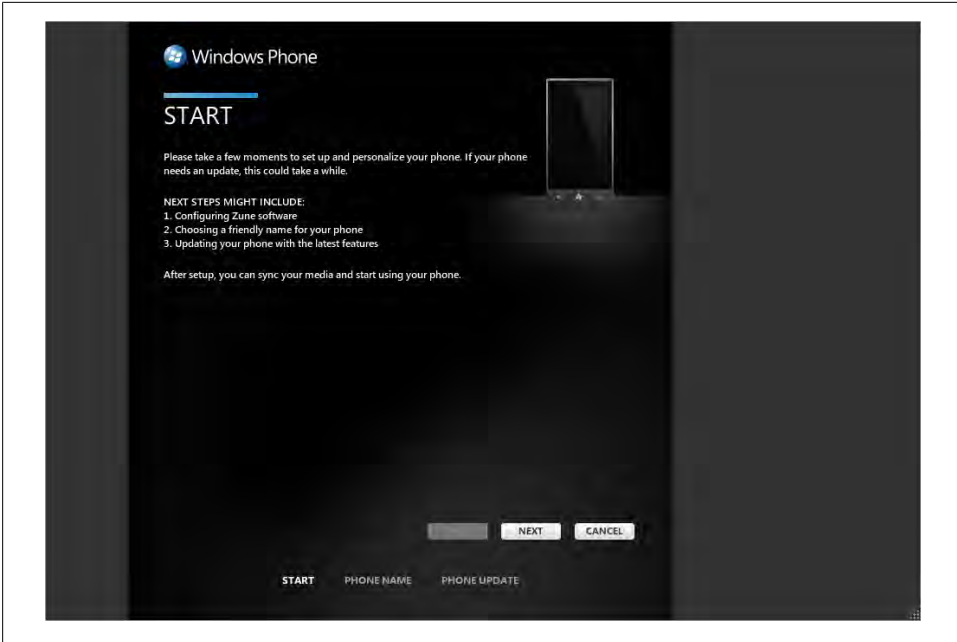 Windows Phone
START
Please take a few moments to set up and personalize your phone. If your phone
needs an update, this could take a while.
NEXT STEPS MIGHT INCLUDE:
1. Configuring Zune software
2. Choosing a friendly name for your phone
3. Updating your phone with the latest features
After setup, you can sync your media and start using your phone.
NEXT CANCEL
START PHONE NAME PHONE UPDATE